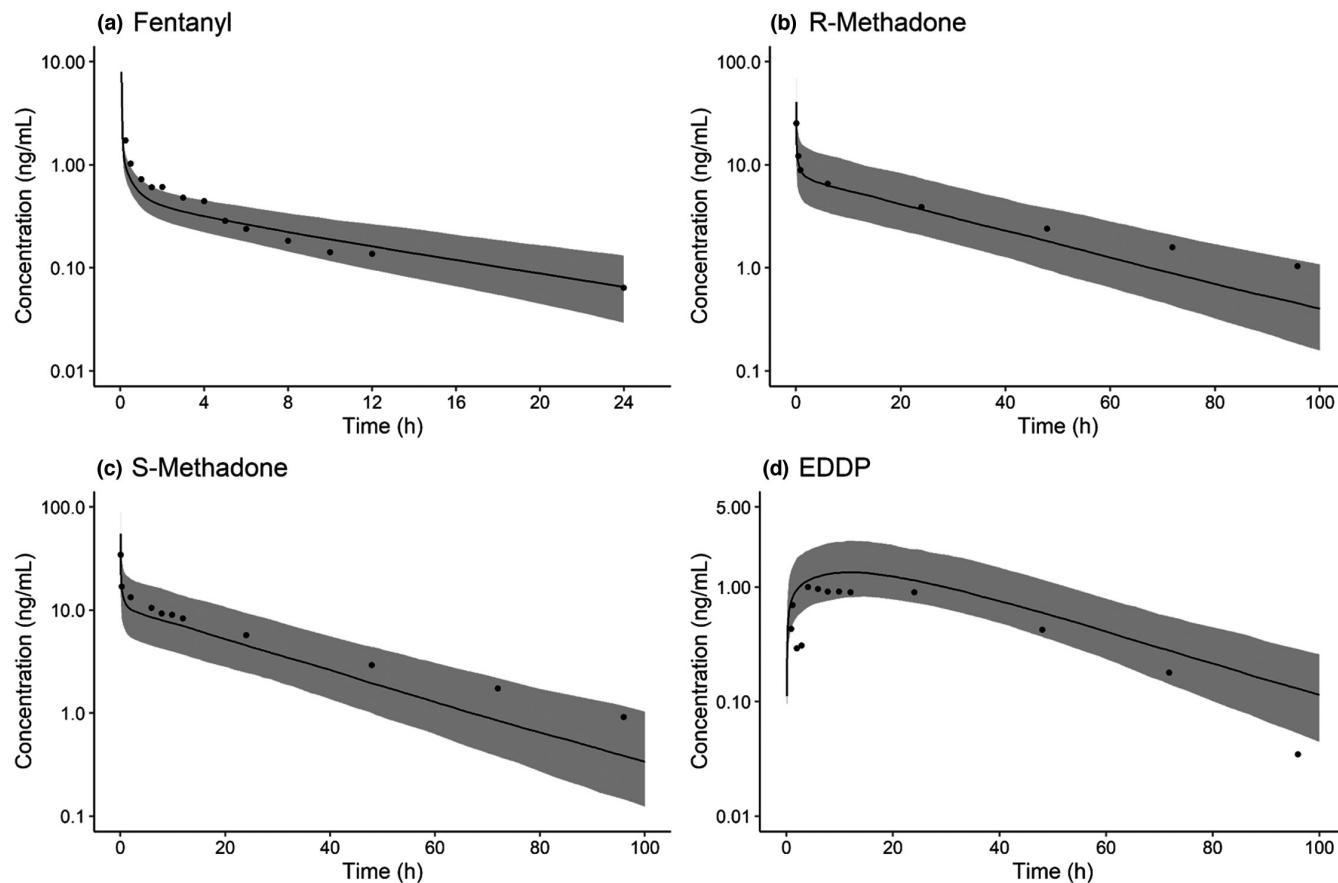 (a) Fentanyl
Concentration (ng/mL)
10.00
1.00
0.10
0.01
0 4 8 12 16 20 24
Time (h)
(b) R-Methadone
Concentration (ng/mL)
100.0
10.0
1.0
0.1
0 20 40 60 80 100
Time (h)
(c) S-Methadone
Concentration (ng/mL)
100.0
10.0
1.0
0.1
0 20 40 60 80 100
Time (h)
(d) EDDP
Concentration (ng/mL)
5.00
1.00
0.10
0.01
0 20 40 60 80 100
Time (h)